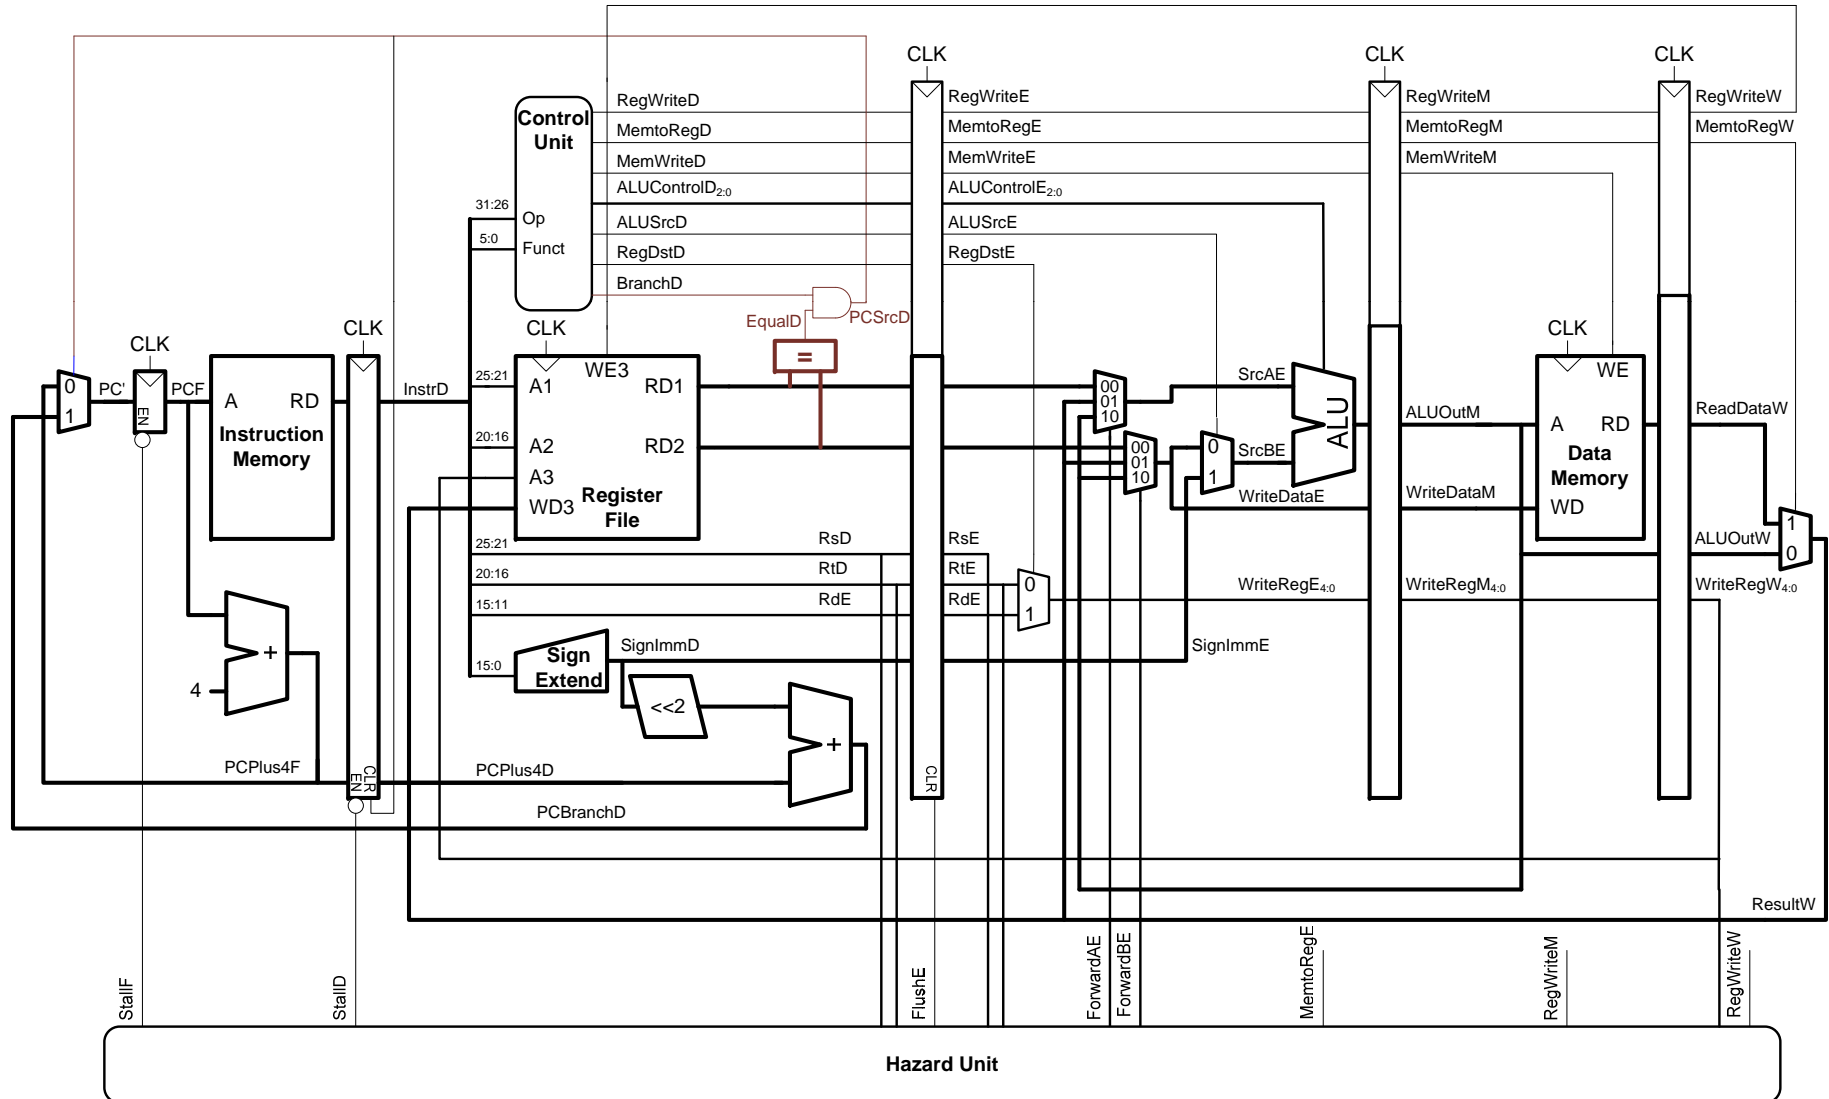 CLK
CLK
CLK
Control
Unit
RegWriteD
MemtoRegD
MemWriteD
ALUControlD2:0
ALUSrcD
RegDstD
BranchD
31:26
Op
5:0
Funct
RegWriteE
MemtoRegE
MemWriteE
ALUControlE2:0
ALUSrcE
RegDstE
RegWriteM
MemtoRegM
MemWriteM
RegWriteW
MemtoRegW
EqualD
PCSrcD
=
CLK
CLK
CLK
CLK
0
1
PC'
EN
PCF
A
RD
Instruction
Memory
InstrD
25:21
A1
WE3
RD1
20:16
A2
RD2
A3
WD3
Register
File
00
01
10
00
01
10
0
1
SrcAE
SrcBE
ALU
WriteDataE
ALUOutM
WriteDataM
WE
A
RD
Data
Memory
WD
ReadDataW
1
0
ALUOutW
25:21
RsD
RsE
20:16
RtD
RtE
15:11
RdE
RdE
0
1
WriteRegE4:0
WriteRegM4:0
WriteRegW4:0
15:0
Sign
Extend
SignImmD
SignImmE
+
4
<<2
+
PCPlus4F
EN
CLR
PCPlus4D
CLR
PCBranchD
ResultW
StallF
StallD
FlushE
ForwardAE
ForwardBE
MemtoRegE
RegWriteM
RegWriteW
Hazard Unit